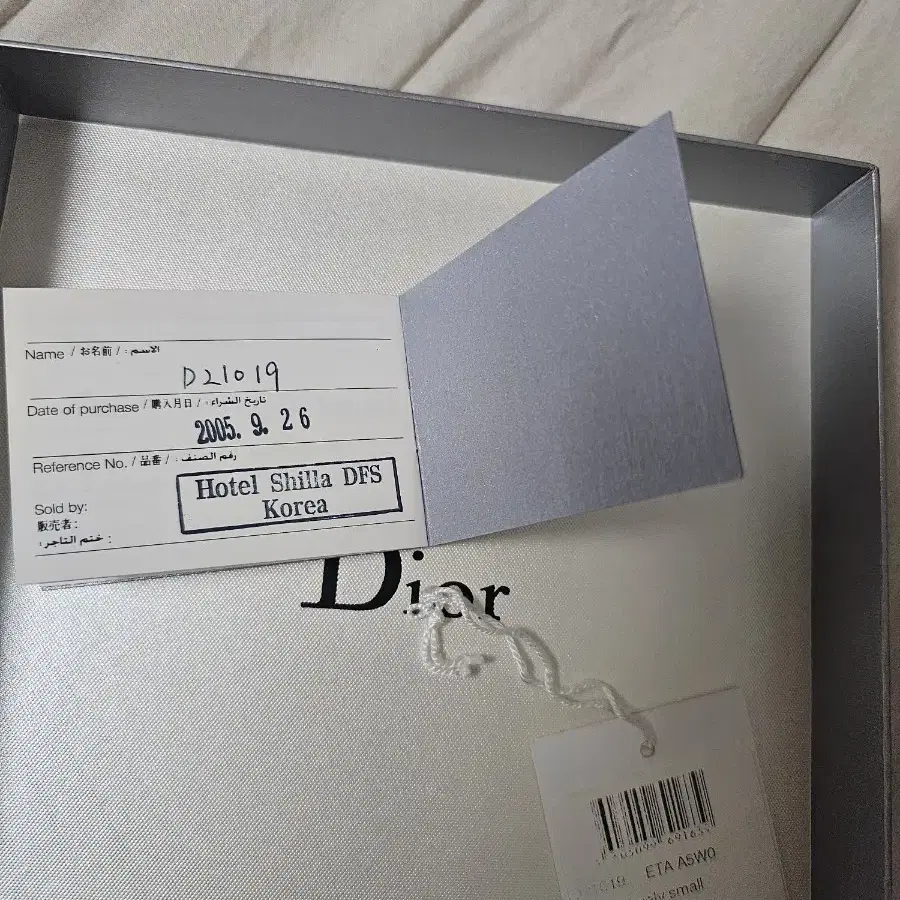 Name / お名前 / الاسم :
D21019
Date of purchase / 購入月日 / تاريخ الشراء :
2005. 9. 26
Reference No. / 品番 / رقم الصنف :
Hotel Shilla DFS
Korea
Sold by:
販売者:
ختم التاجر :
Dior
ETA A5W0
small